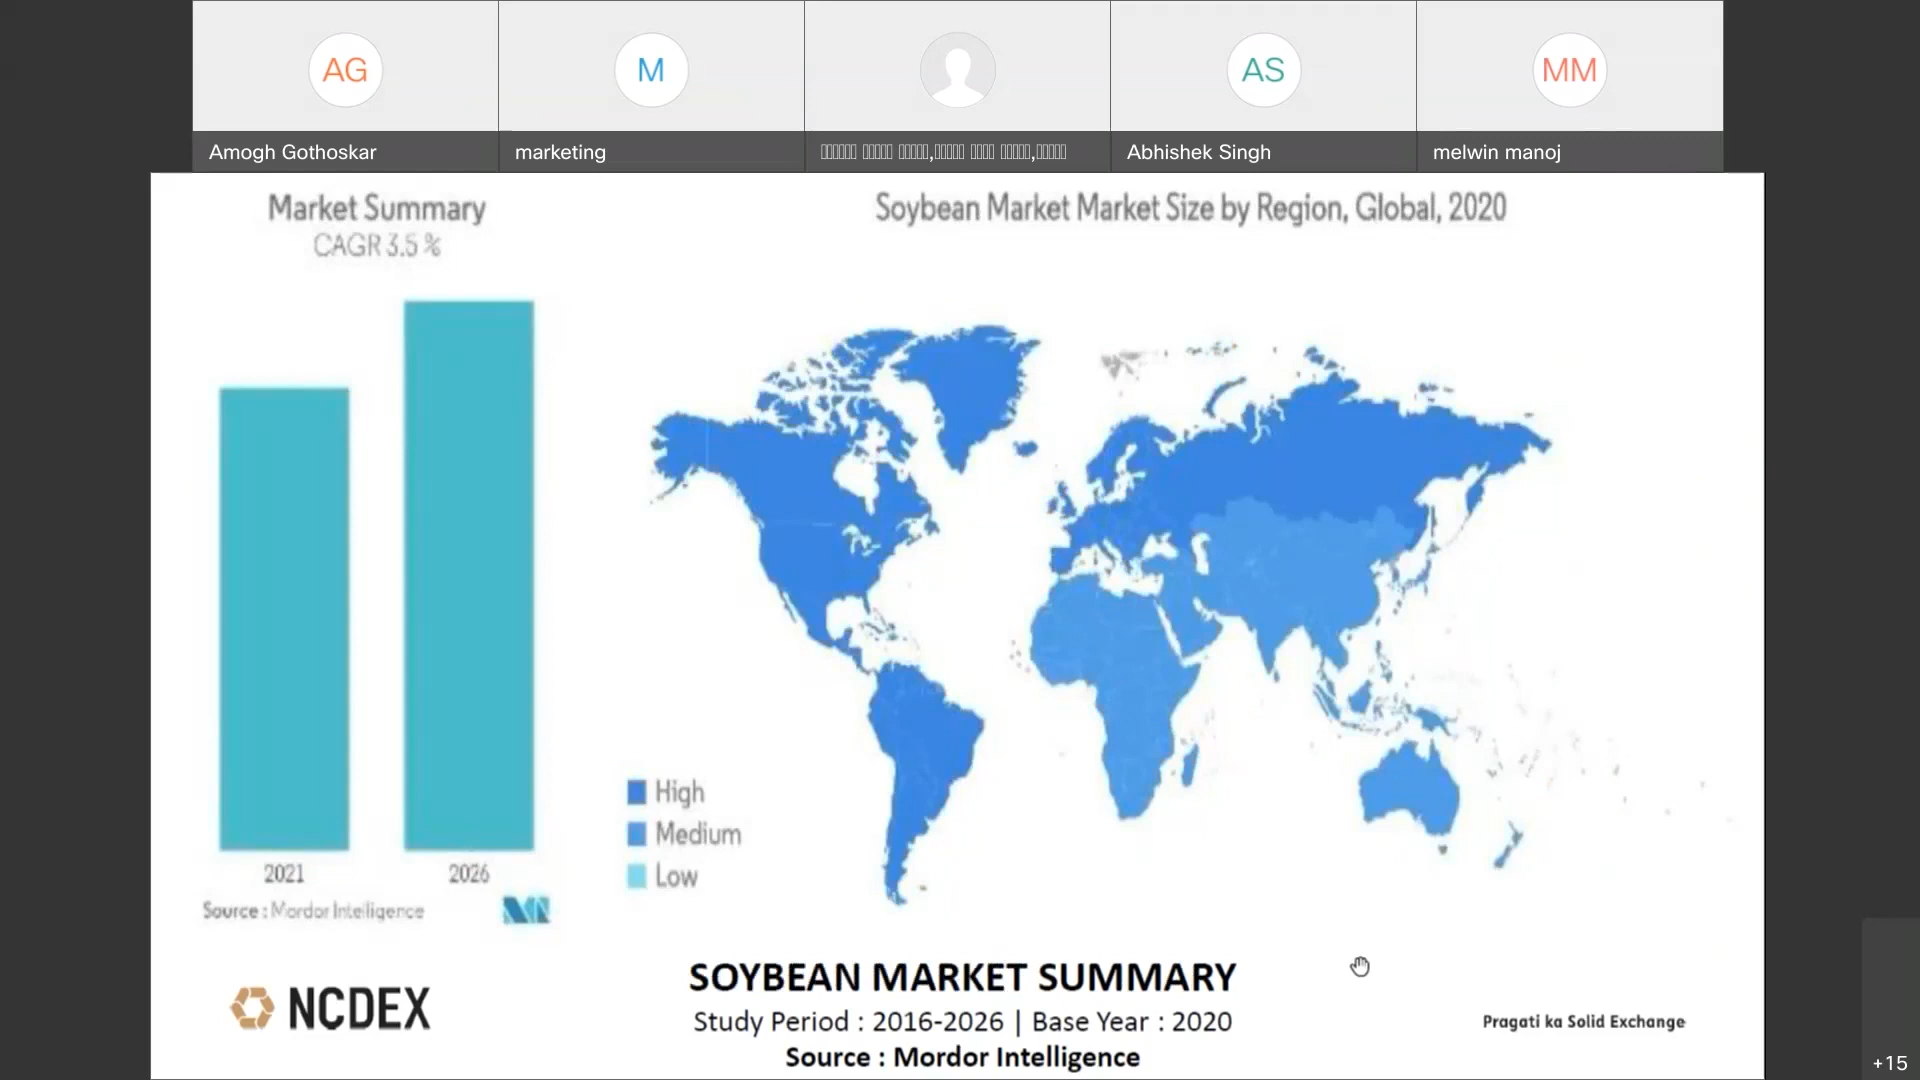 AG
M
AS
MM
Amogh Gothoskar
marketing
Abhishek Singh
melwin manoj
Market Summary
CAGR 3.5 %
Soybean Market Market Size by Region, Global, 2020
High
Medium
Low
2021
2026
Source : Mordor Intelligence
NCDEX
SOYBEAN MARKET SUMMARY
Study Period : 2016-2026 | Base Year : 2020
Source : Mordor Intelligence
Pragati ka Solid Exchange
+15